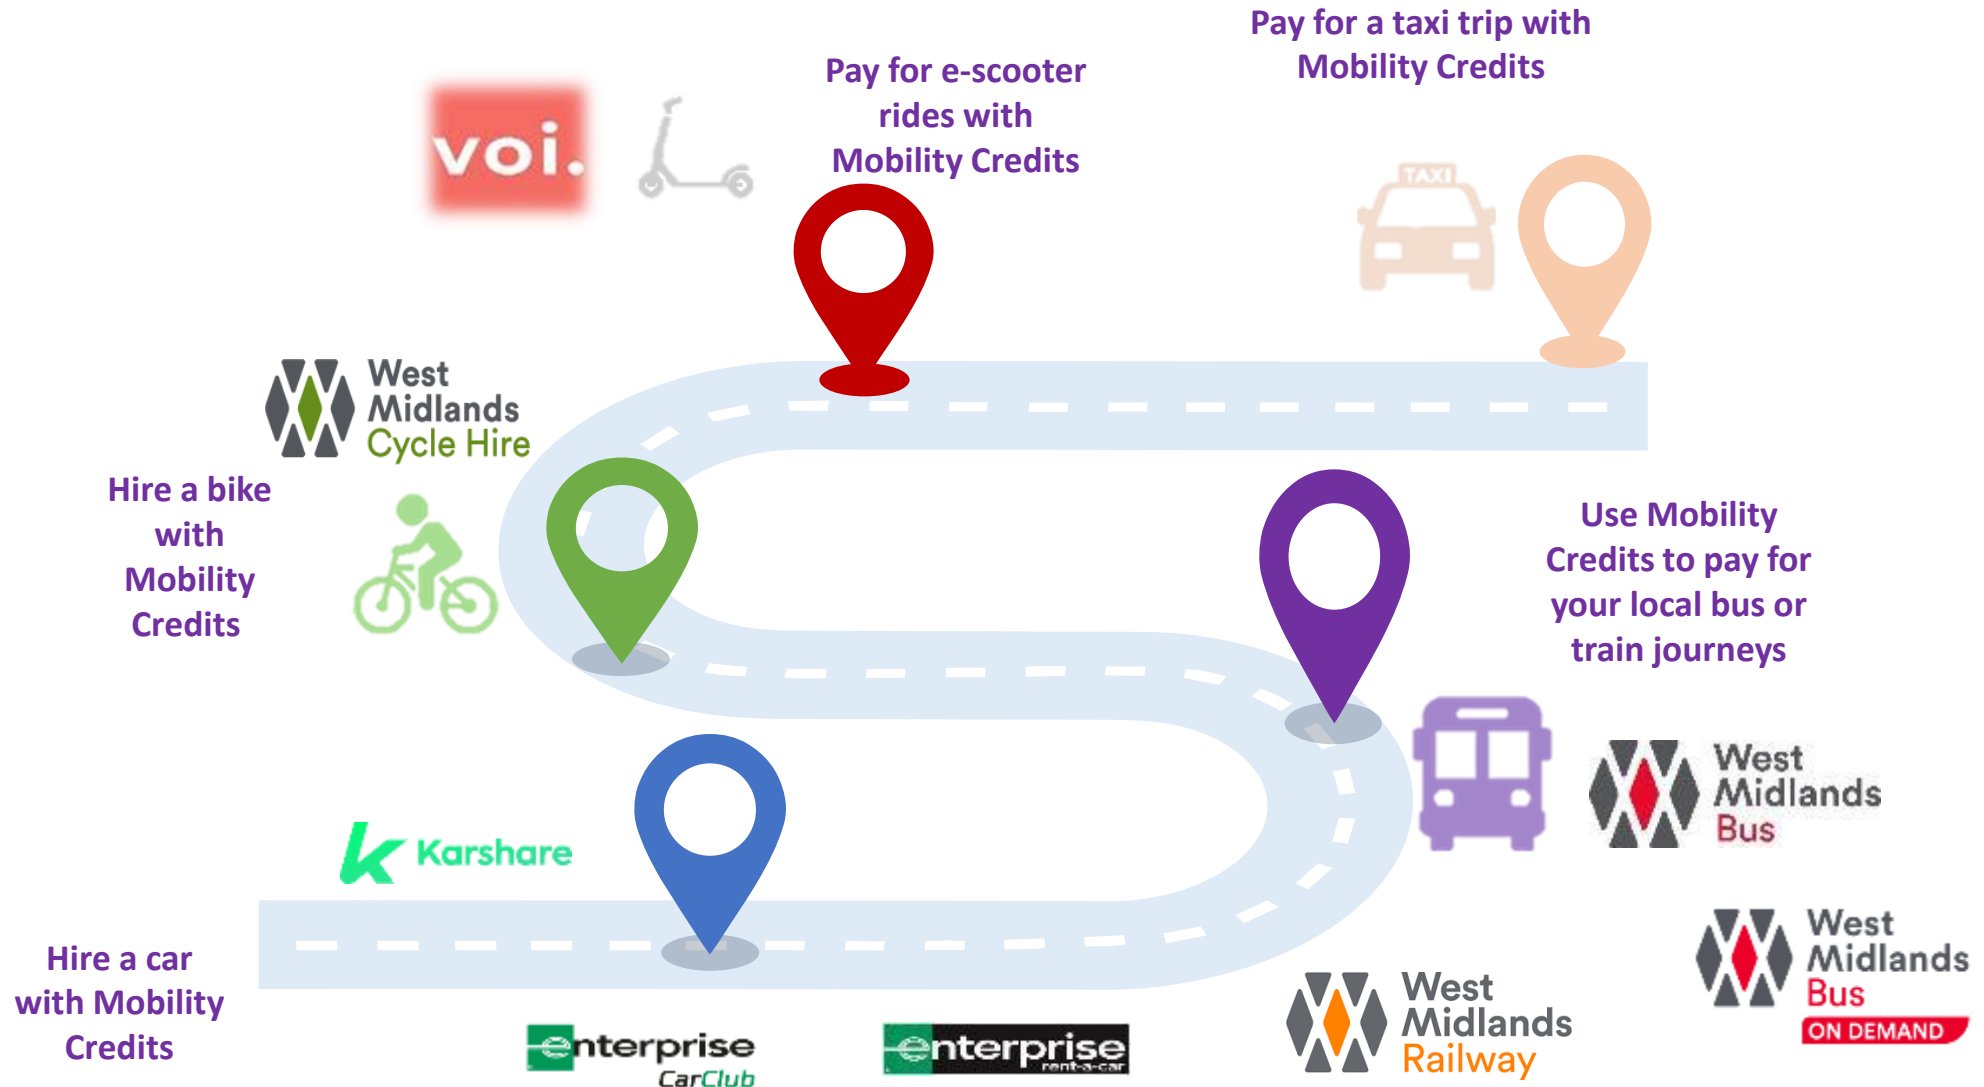 Pay for a taxi trip with
Mobility Credits
Pay for e-scooter
rides with
Mobility Credits
voi.
TAXI
West
Midlands
Cycle Hire
Hire a bike
with
Mobility
Credits
Use Mobility
Credits to pay for
your local bus or
train journeys
West
Midlands
Bus
k Karshare
Hire a car
with Mobility
Credits
enterprise
CarClub
enterprise
rent-a-car
West
Midlands
Railway
West
Midlands
Bus
ON DEMAND